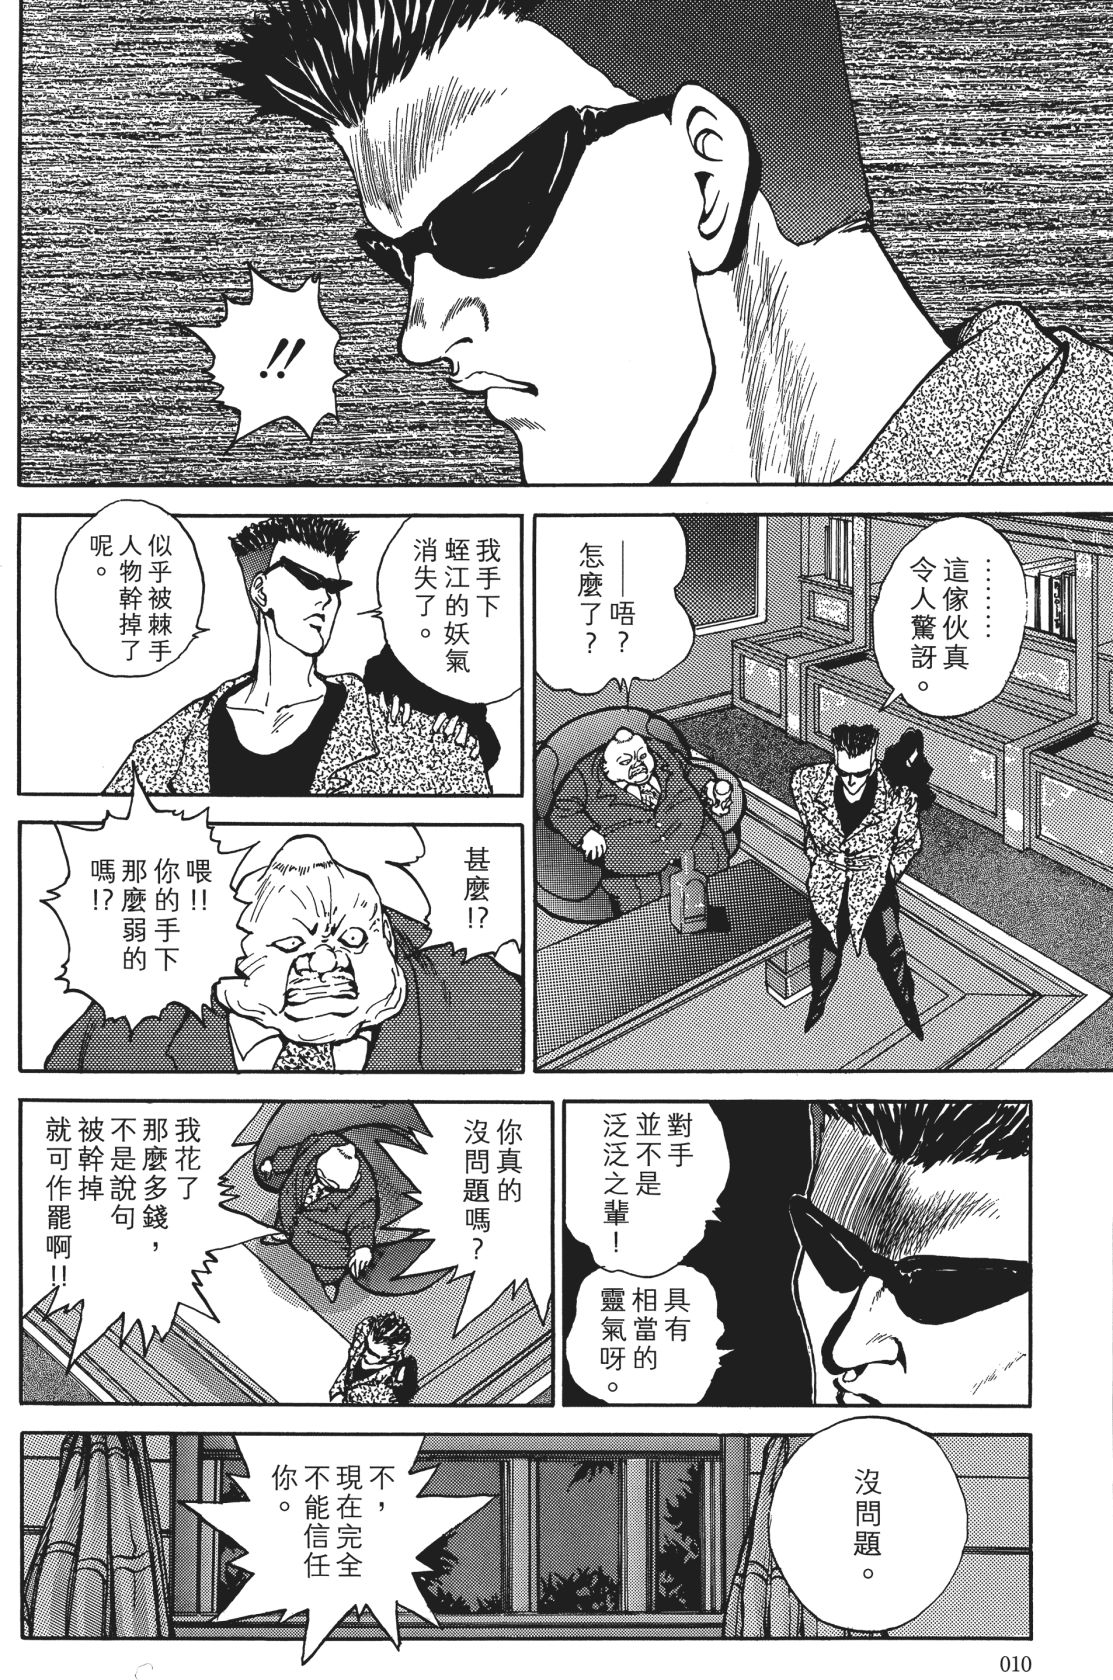 !!
………
這傢伙真
令人驚訝。
——唔？
怎麼了？
我手下
蛭江的妖氣
消失了。
似乎被棘手
人物幹掉了
呢。
甚麼!?
喂!!
你的手下
那麼弱的
嗎!?
對手
並不是
泛泛之輩！
具有
相當的
靈氣呀。
你真的
沒問題嗎？
我花了
那麼多錢，
不是說句
被幹掉
就可作罷啊!!
沒問題。
不，
現在完全
不能信任
你。
010